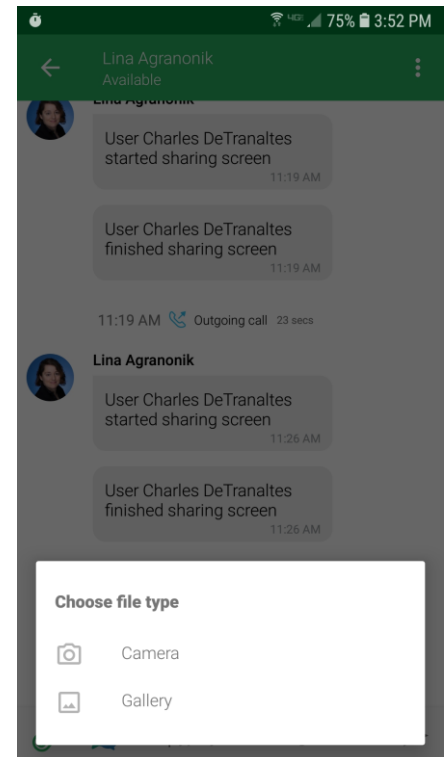 75% 3:52 PM
Lina Agranonik
Available
Lina Agranonik
User Charles DeTranaltes
started sharing screen
11:19 AM
User Charles DeTranaltes
finished sharing screen
11:19 AM
11:19 AM Outgoing call 23 secs
Lina Agranonik
User Charles DeTranaltes
started sharing screen
11:26 AM
User Charles DeTranaltes
finished sharing screen
11:26 AM
Choose file type
Camera
Gallery